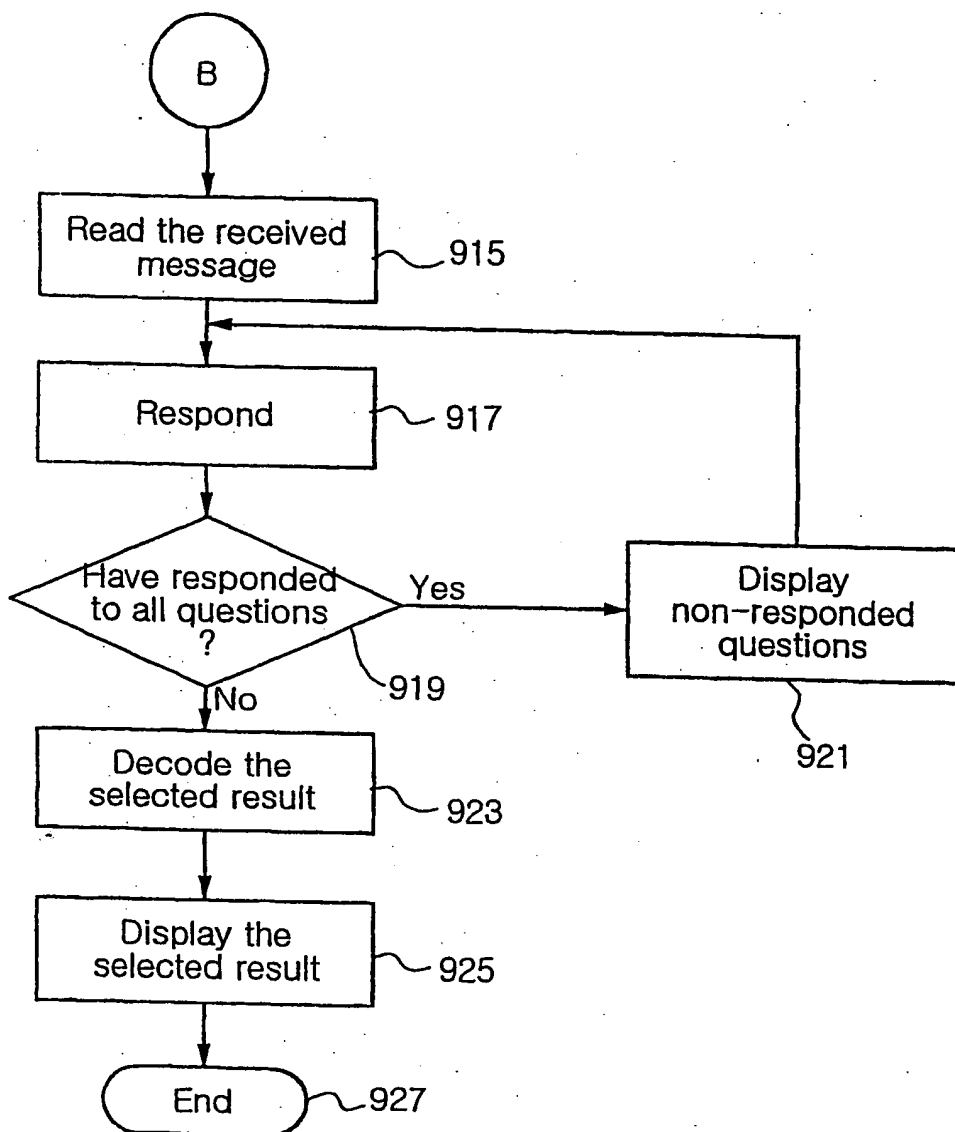 B
Read the received
message
915
Respond
917
Have responded
to all questions
?
919
Yes
No
Display
non-responded
questions
921
Decode the
selected result
923
Display the
selected result
925
End
927